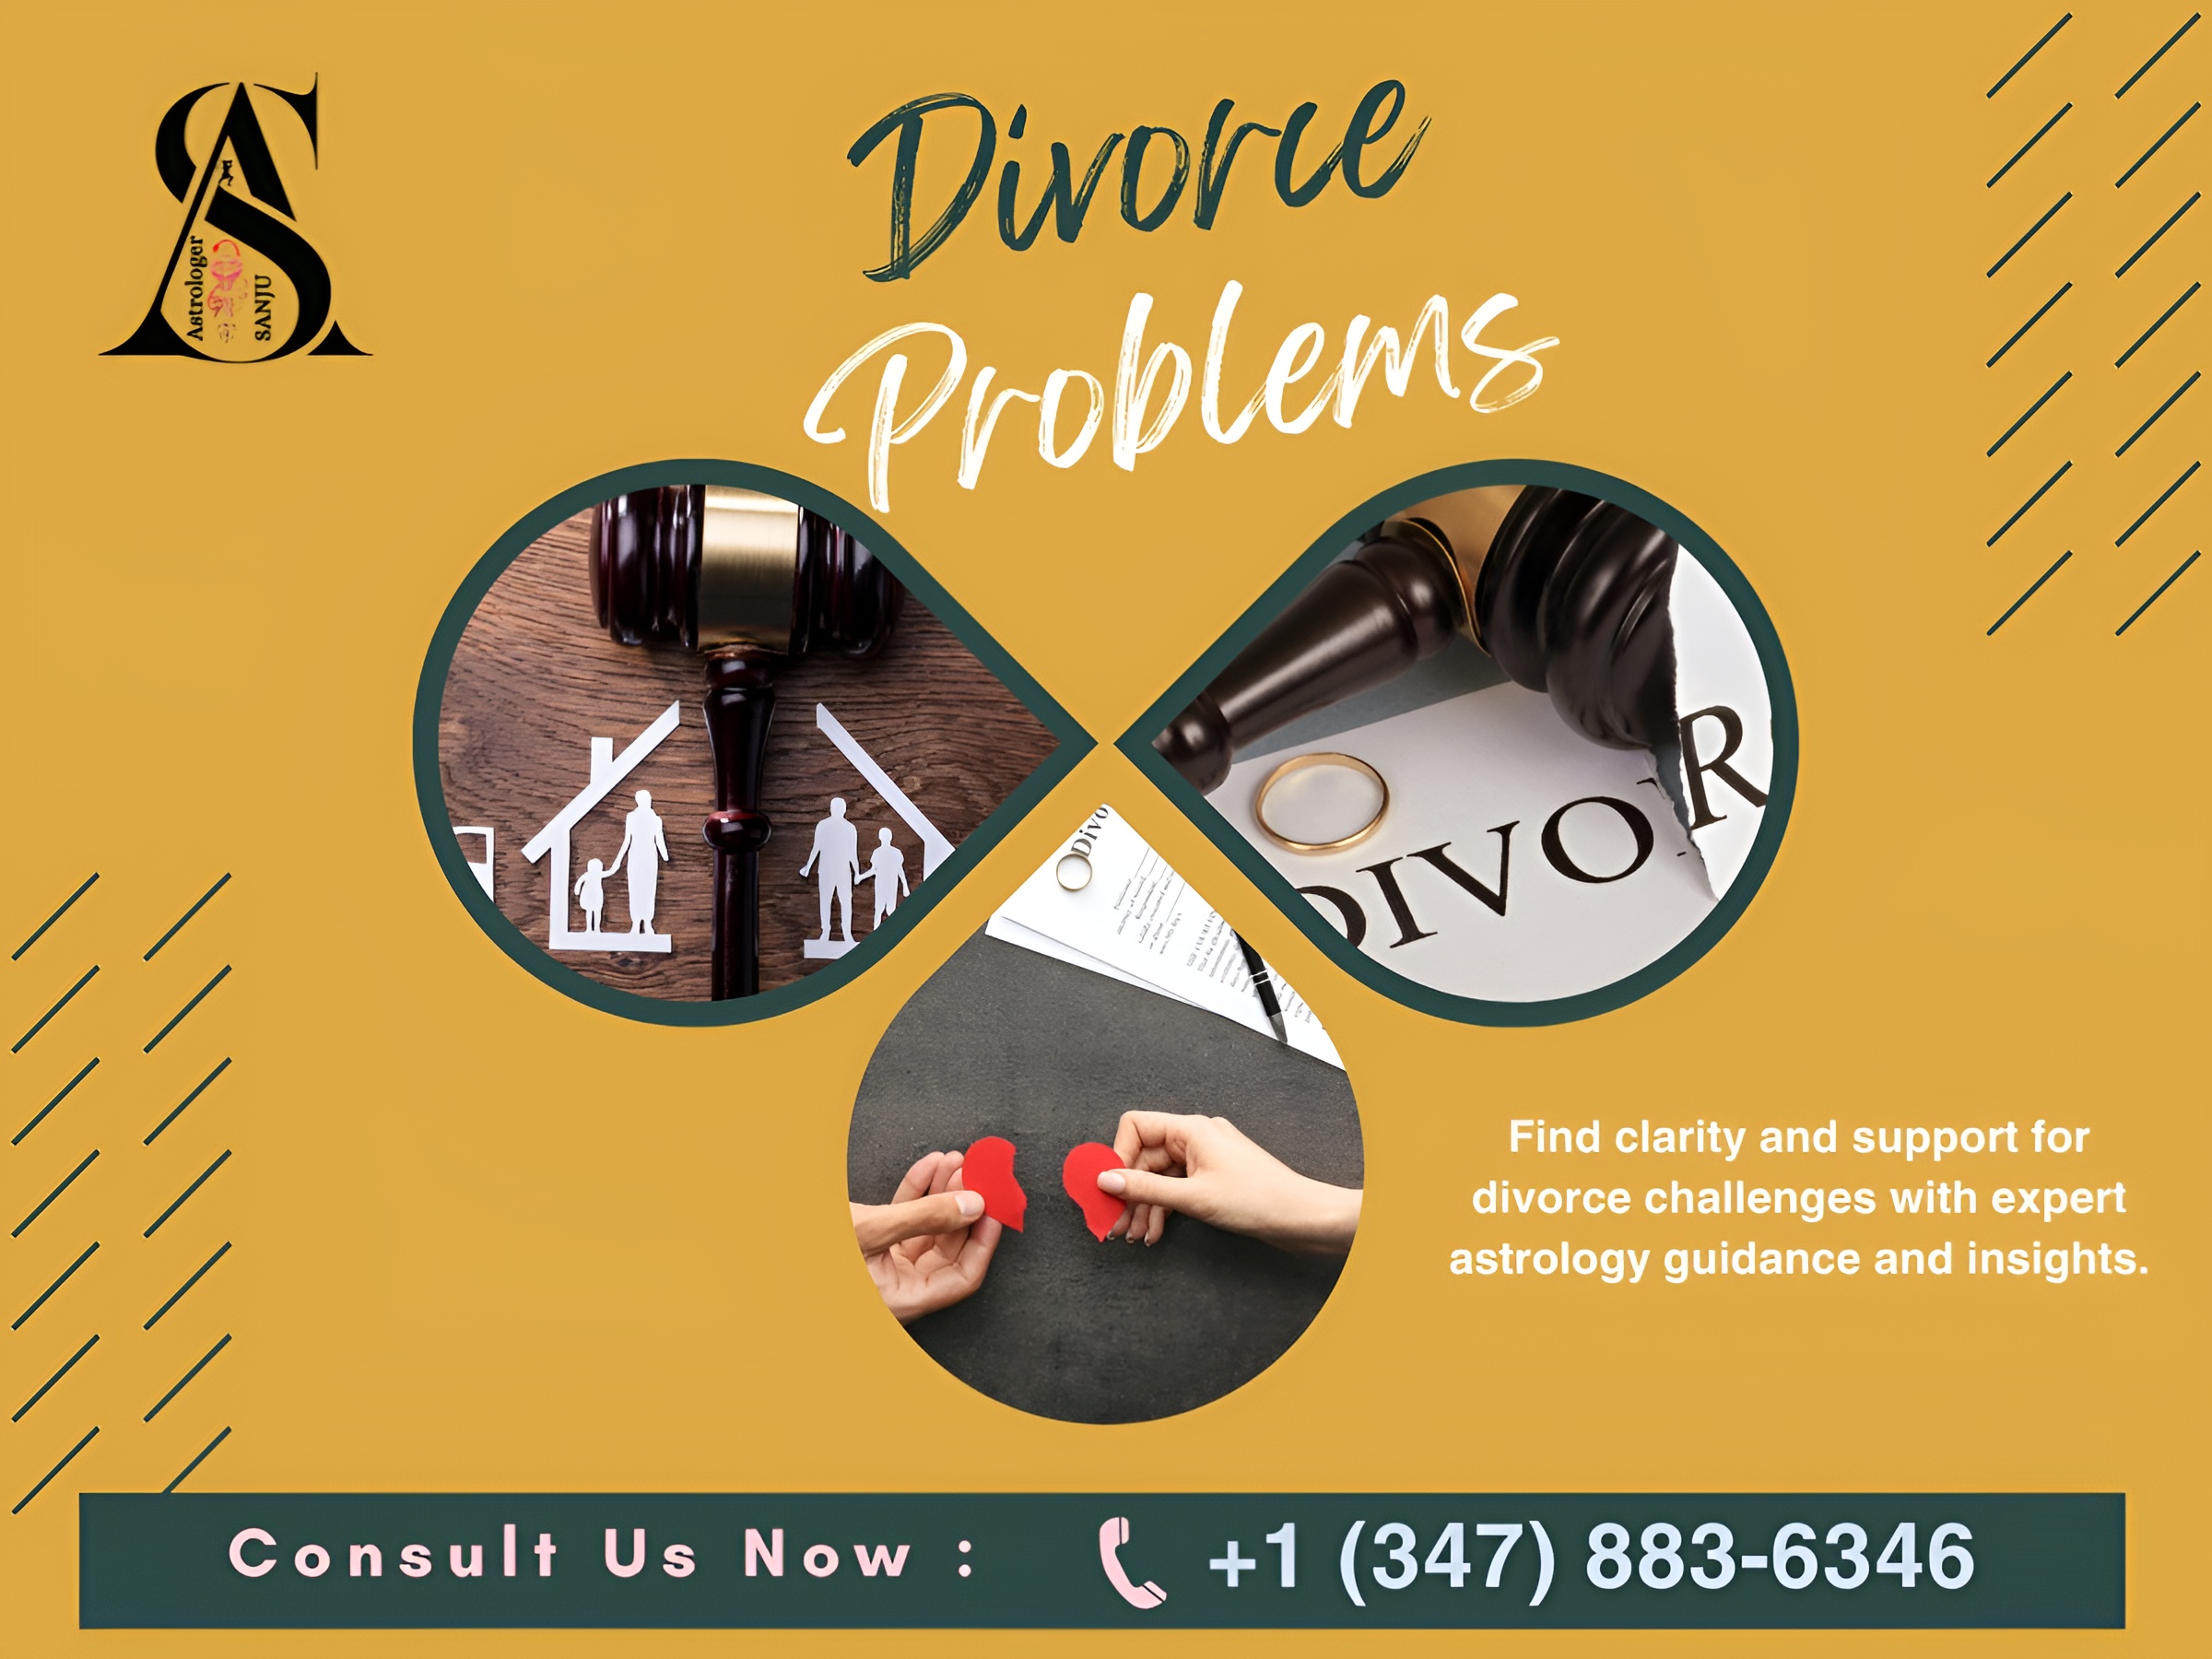 Astrologer
SANJU
Divorce
Problems
DIVOR
Divo
Find clarity and support for
divorce challenges with expert
astrology guidance and insights.
Consult Us Now :
+1 (347) 883-6346